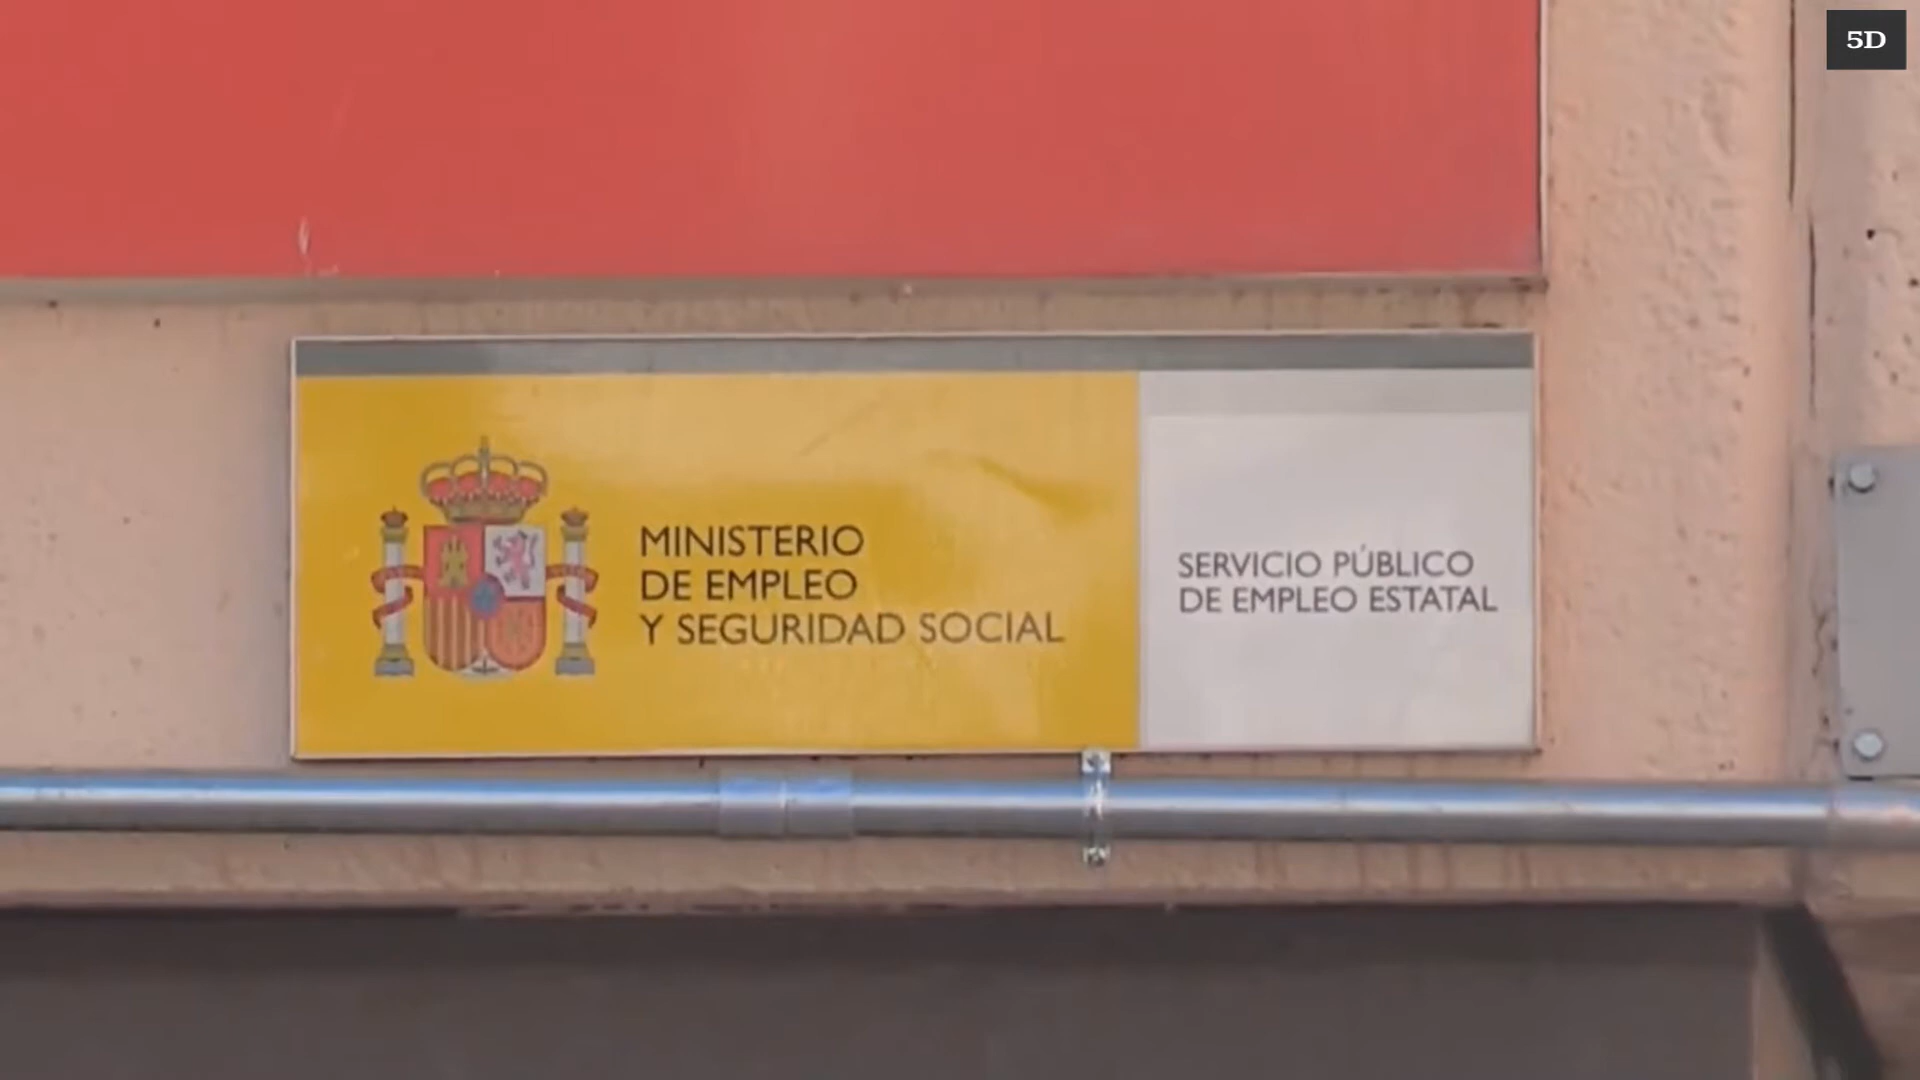 5D
MINISTERIO
DE EMPLEO
Y SEGURIDAD SOCIAL
SERVICIO PÚBLICO
DE EMPLEO ESTATAL